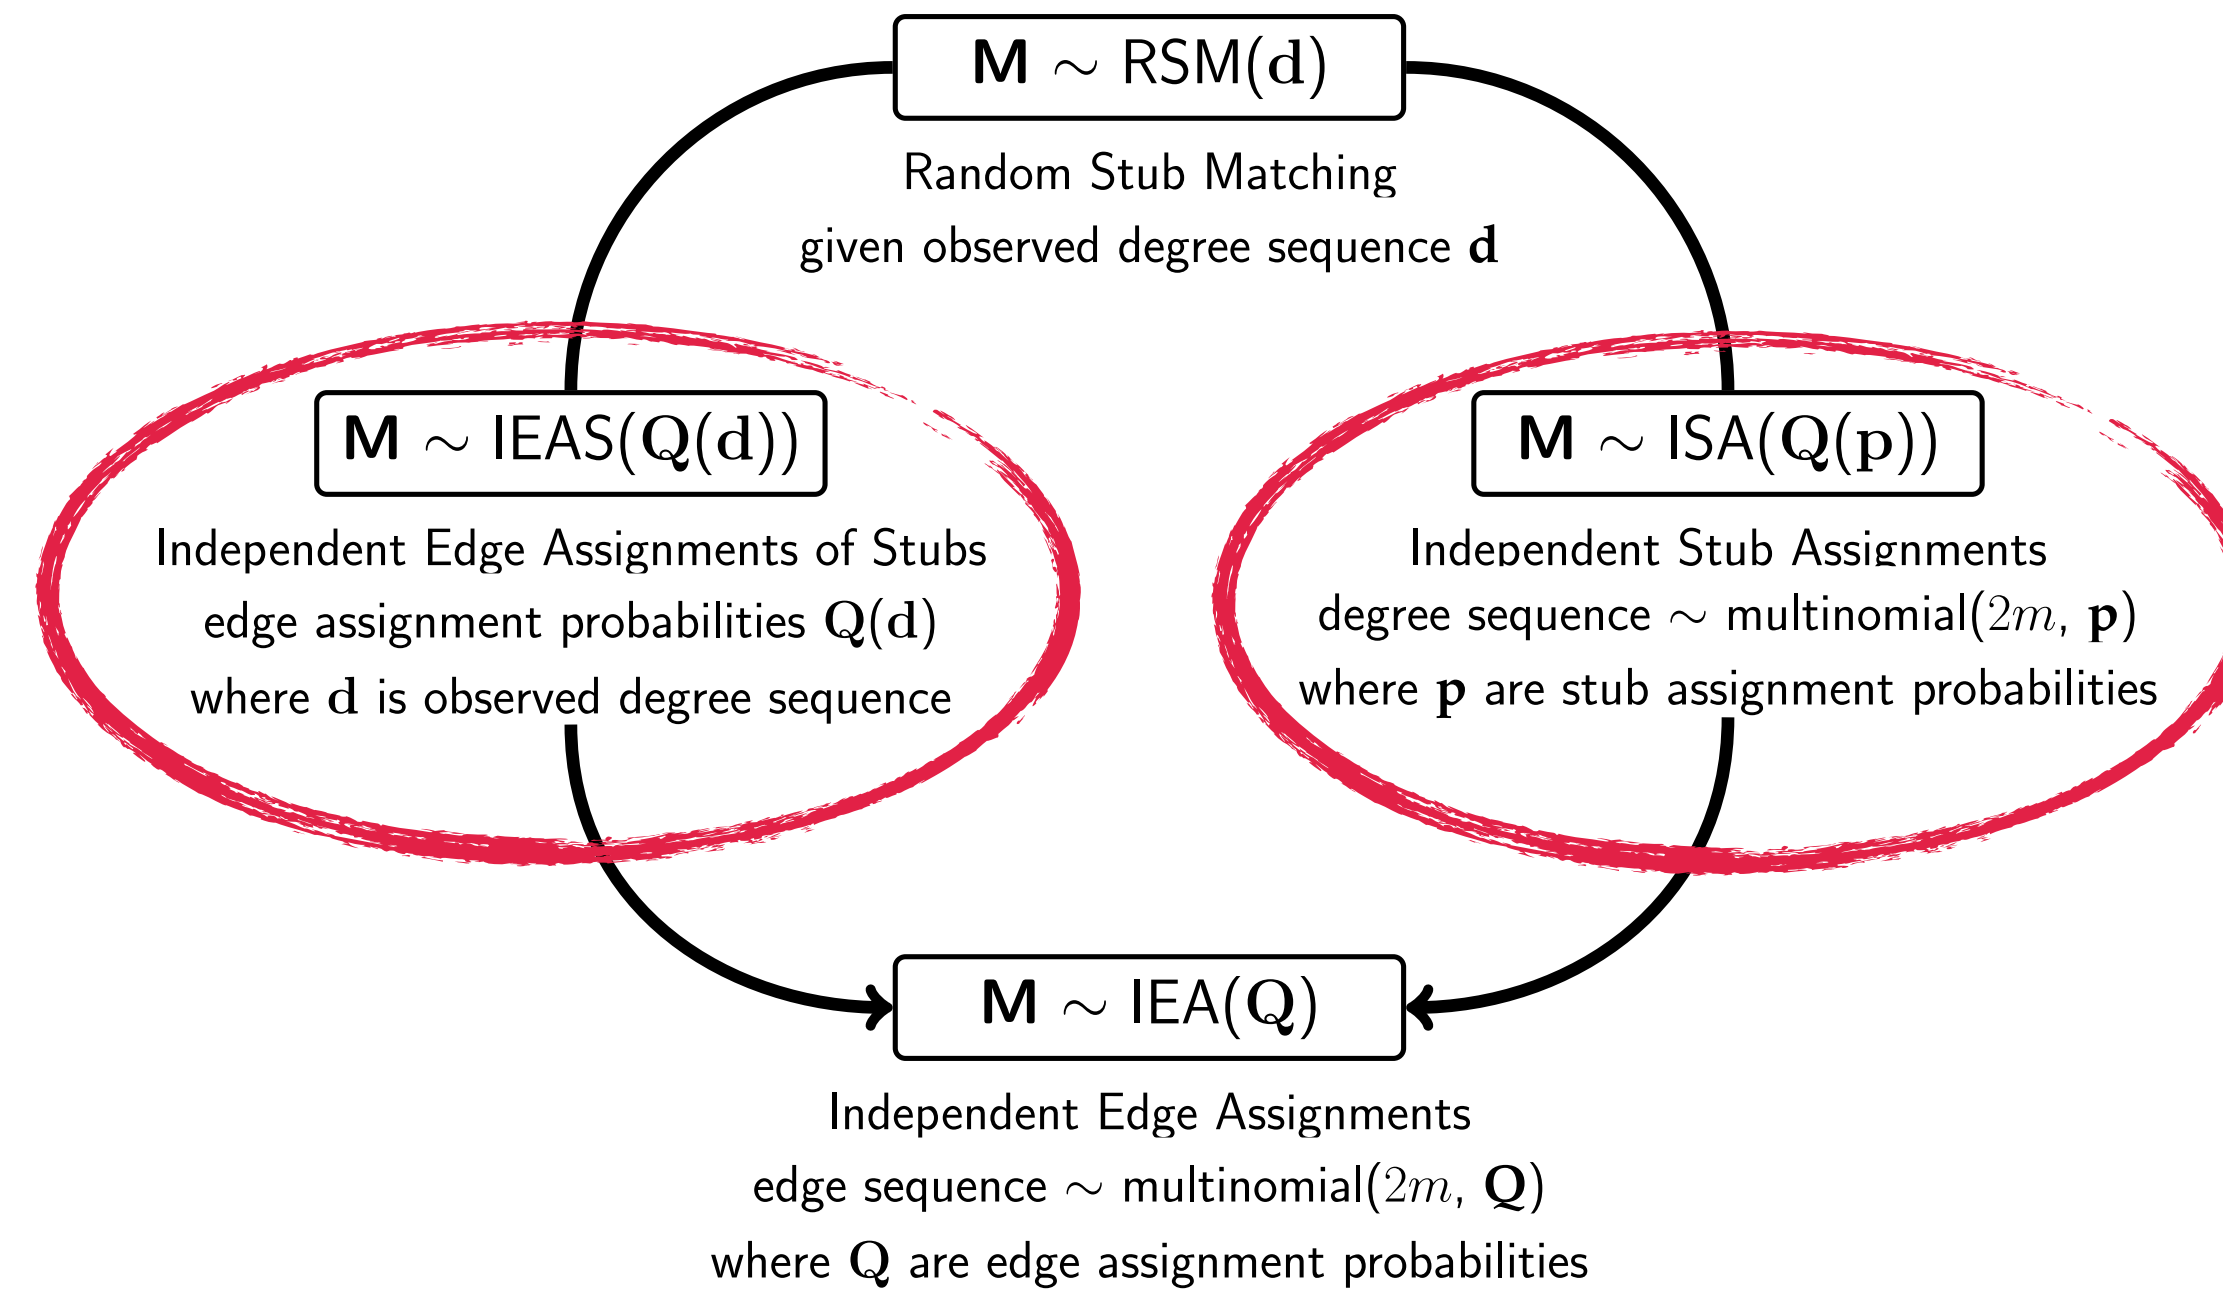 M ∼ RSM(d)
Random Stub Matching
given observed degree sequence d
M ∼ IEAS(Q(d))
Independent Edge Assignments of Stubs
edge assignment probabilities Q(d)
where d is observed degree sequence
M ∼ ISA(Q(p))
Independent Stub Assignments
degree sequence ∼ multinomial(2m, p)
where p are stub assignment probabilities
M ∼ IEA(Q)
Independent Edge Assignments
edge sequence ∼ multinomial(2m, Q)
where Q are edge assignment probabilities